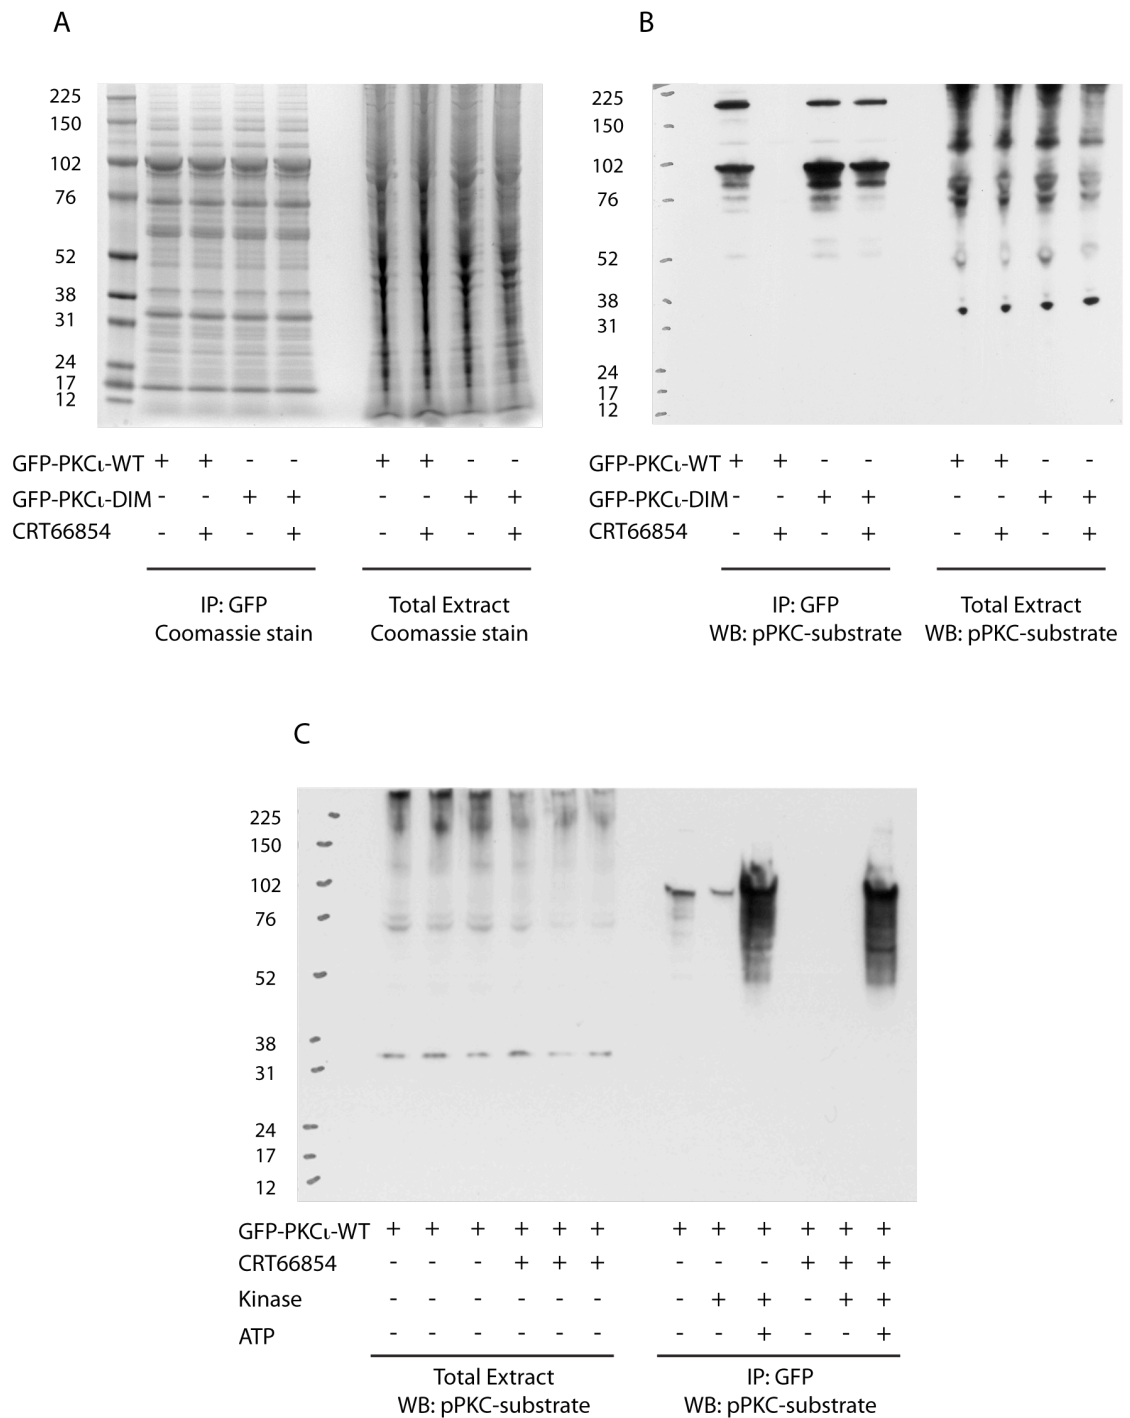 A
225
150
102
76
52
38
31
24
17
12
GFP-PKCι-WT + + - - + + - -
GFP-PKCι-DIM - - + + - - + +
CRT66854 - + - + - + - +
IP: GFP
Coomassie stain
Total Extract
Coomassie stain
B
225
150
102
76
52
38
31
24
17
12
GFP-PKCι-WT + + - - + + - -
GFP-PKCι-DIM - - + + - - + +
CRT66854 - + - + - + - +
IP: GFP
WB: pPKC-substrate
Total Extract
WB: pPKC-substrate
C
225
150
102
76
52
38
31
24
17
12
GFP-PKCι-WT + + + + + + + + + + + +
CRT66854 - - - + + + - - - + + +
Kinase - - - - - - - + + - + +
ATP - - - - - - - - + - - +
Total Extract
WB: pPKC-substrate
IP: GFP
WB: pPKC-substrate